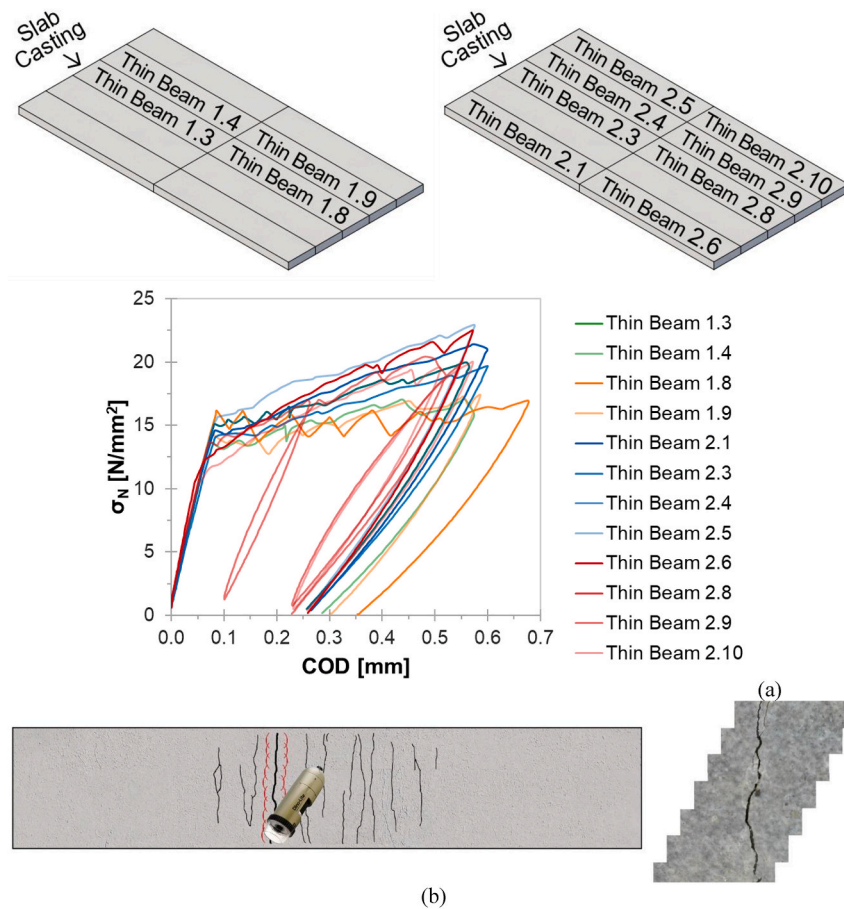 Slab
Casting
Thin Beam 1.4
Thin Beam 1.3
Thin Beam 1.9
Thin Beam 1.8
Slab
Casting
Thin Beam 2.5
Thin Beam 2.4
Thin Beam 2.3
Thin Beam 2.1
Thin Beam 2.10
Thin Beam 2.9
Thin Beam 2.8
Thin Beam 2.6
25
20
15
10
5
0
σN [N/mm²]
0.0 0.1 0.2 0.3 0.4 0.5 0.6 0.7
COD [mm]
Thin Beam 1.3
Thin Beam 1.4
Thin Beam 1.8
Thin Beam 1.9
Thin Beam 2.1
Thin Beam 2.3
Thin Beam 2.4
Thin Beam 2.5
Thin Beam 2.6
Thin Beam 2.8
Thin Beam 2.9
Thin Beam 2.10
(a)
(b)